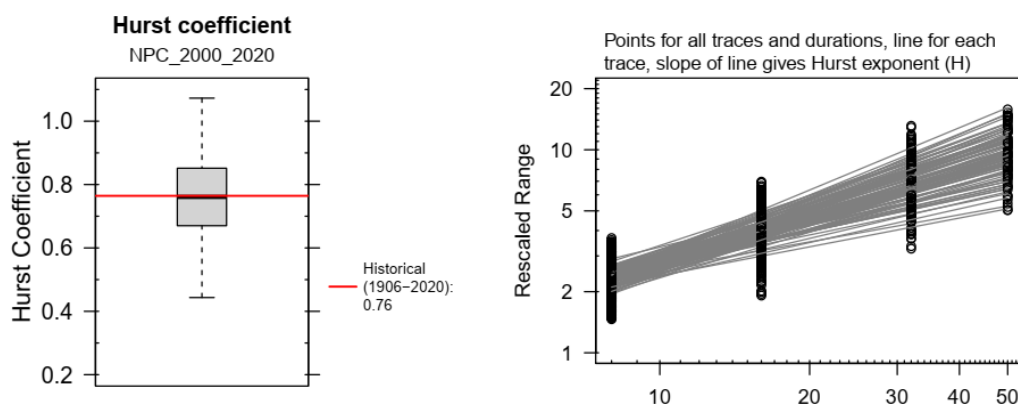 Hurst coefficient
NPC_2000_2020
Hurst Coefficient
1.0
0.8
0.6
0.4
0.2
Historical
(1906−2020):
0.76
Points for all traces and durations, line for each
trace, slope of line gives Hurst exponent (H)
Rescaled Range
20
10
5
2
1
10
20
30
40
50